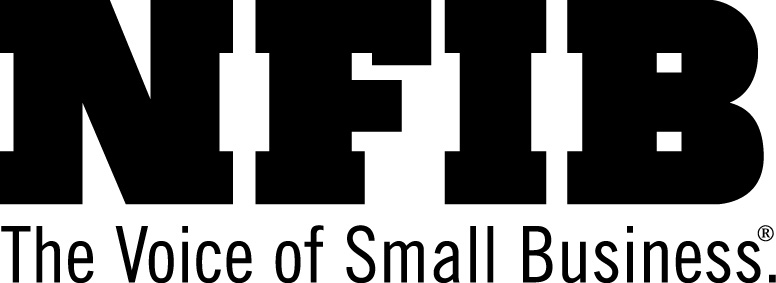 NFIB
The Voice of Small Business.®